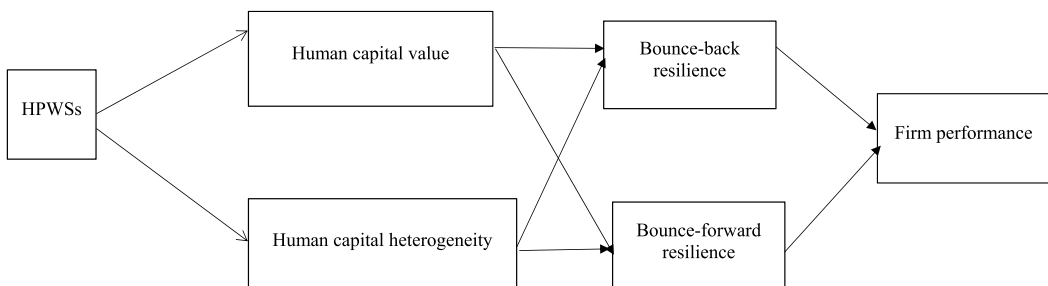 HPWSs
Human capital value
Bounce-back
resilience
Firm performance
Human capital heterogeneity
Bounce-forward
resilience